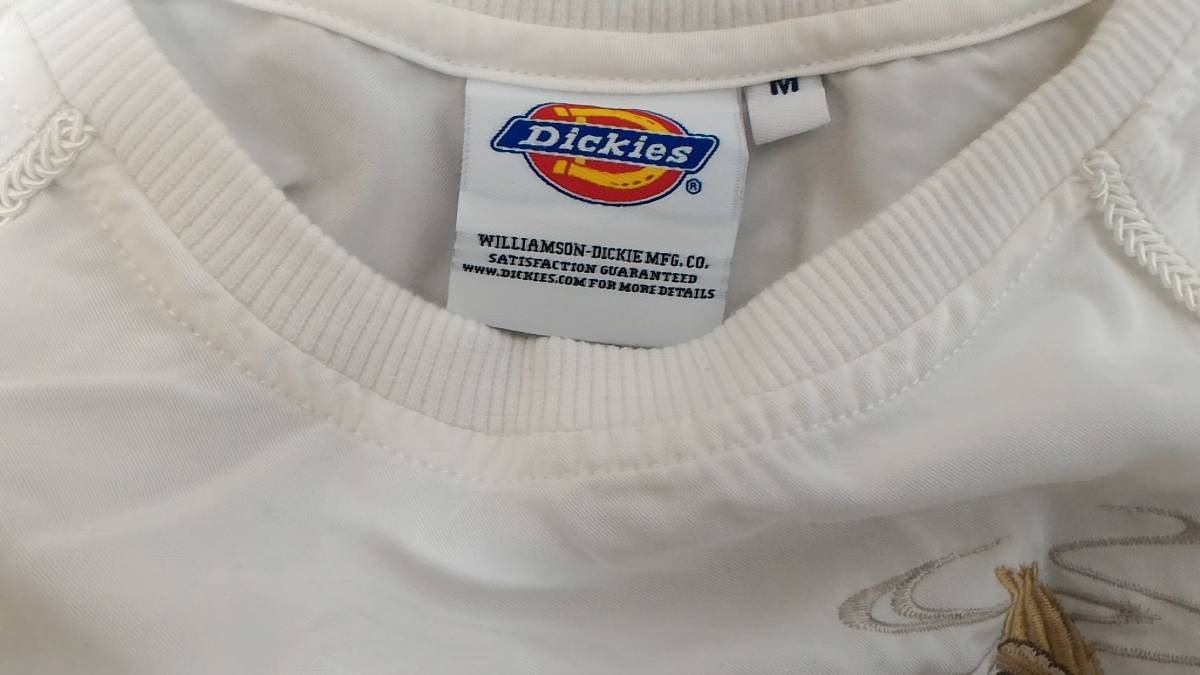 Dickies
®
M
WILLIAMSON-DICKIE MFG. CO.
SATISFACTION GUARANTEED
WWW.DICKIES.COM FOR MORE DETAILS